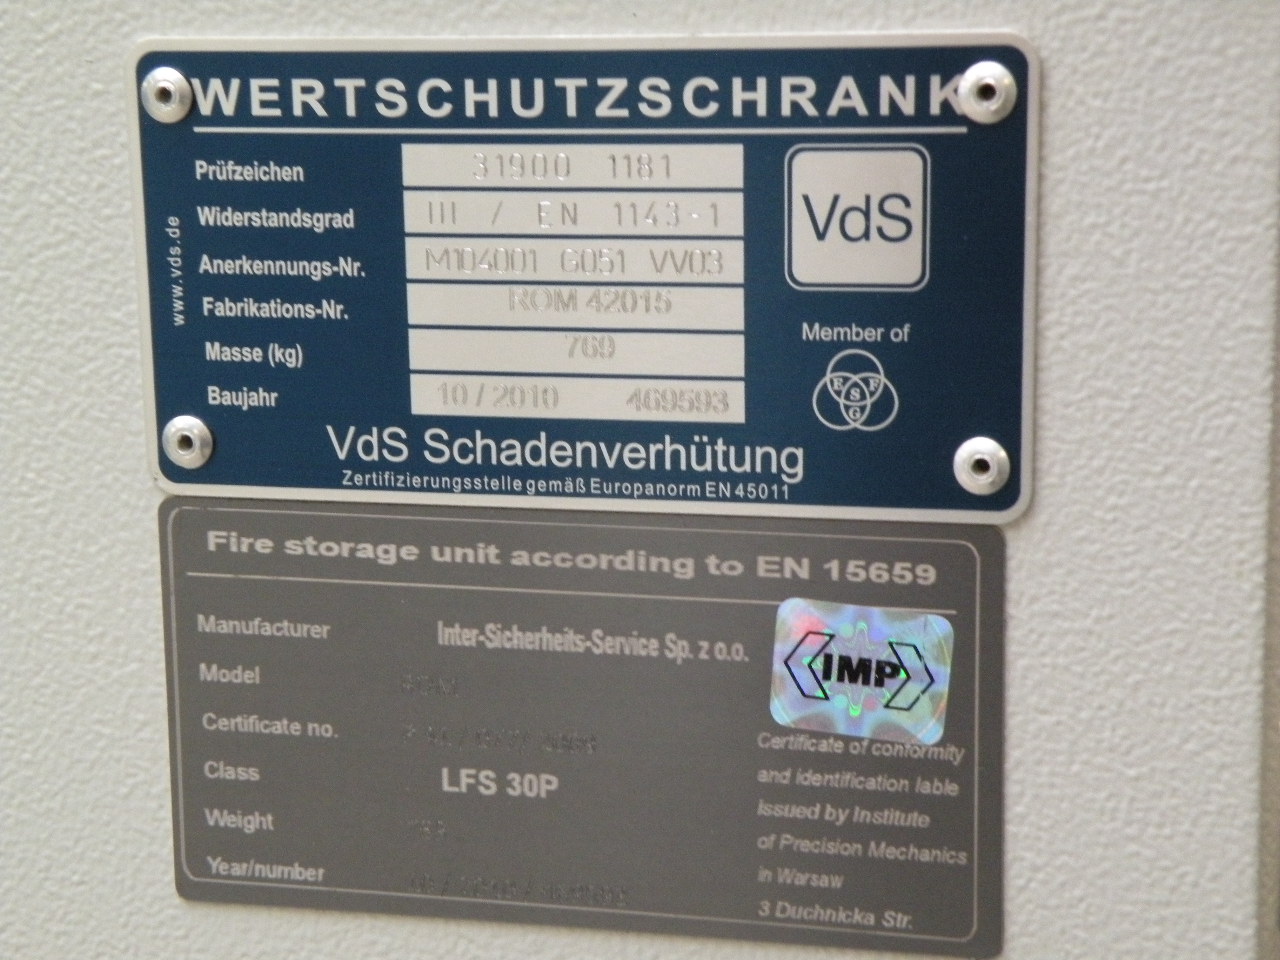 WERTSCHUTZSCHRANK
www.vds.de
Prüfzeichen 31900 1181
Widerstandsgrad III / EN 1143-1
Anerkennungs-Nr. M104001 G051 VV03
Fabrikations-Nr. ROM 42015
Masse (kg) 769
Baujahr 10/2010 469593
VdS
Member of
E F S G
VdS Schadenverhütung
Zertifizierungsstelle gemäß Europanorm EN 45011
Fire storage unit according to EN 15659
Manufacturer Inter-Sicherheits-Service Sp. z o.o.
Model
Certificate no.
Class LFS 30P
Weight
Year/number
IMP
Certificate of conformity
and identification lable
issued by Institute
of Precision Mechanics
in Warsaw
3 Duchnicka Str.